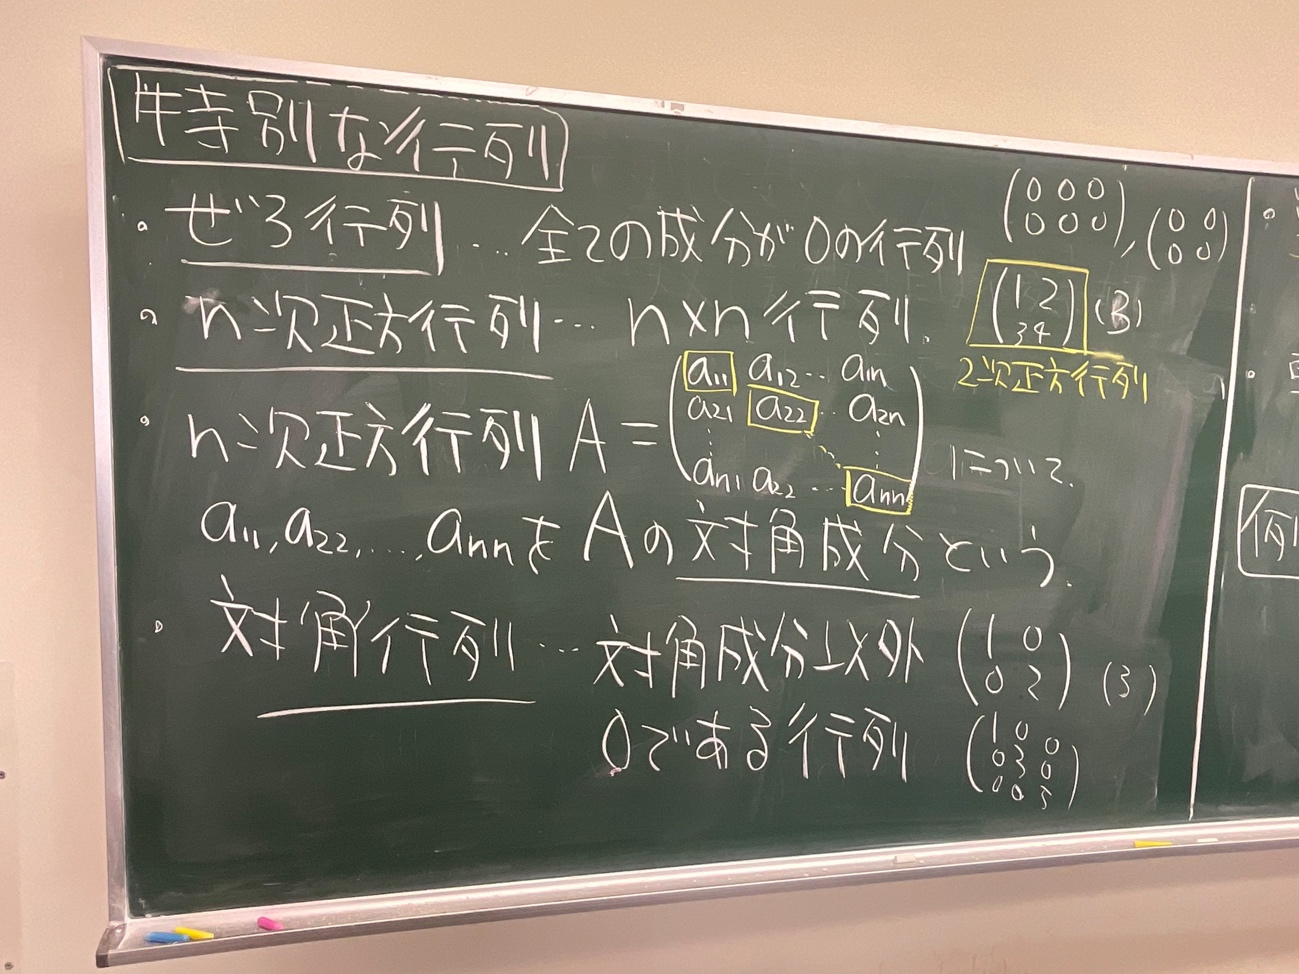 特別な行列
・ぜろ行列 … 全ての成分が0の行列 (0 0 0 / 0 0 0), (0 0 / 0 0)
・n次正方行列 … n×n行列. (1 2 / 3 4) (3)
2次正方行列
・n次正方行列 A = (a11 a12 … a1n / a21 a22 … a2n / ⋮ ⋱ ⋮ / an1 a22 … ann) について.
a11, a22, …, ann を A の対角成分という.
・対角行列 … 対角成分以外 (1 0 / 0 2) (3)
0である行列 (1 0 0 / 0 3 0 / 0 0 5)
例